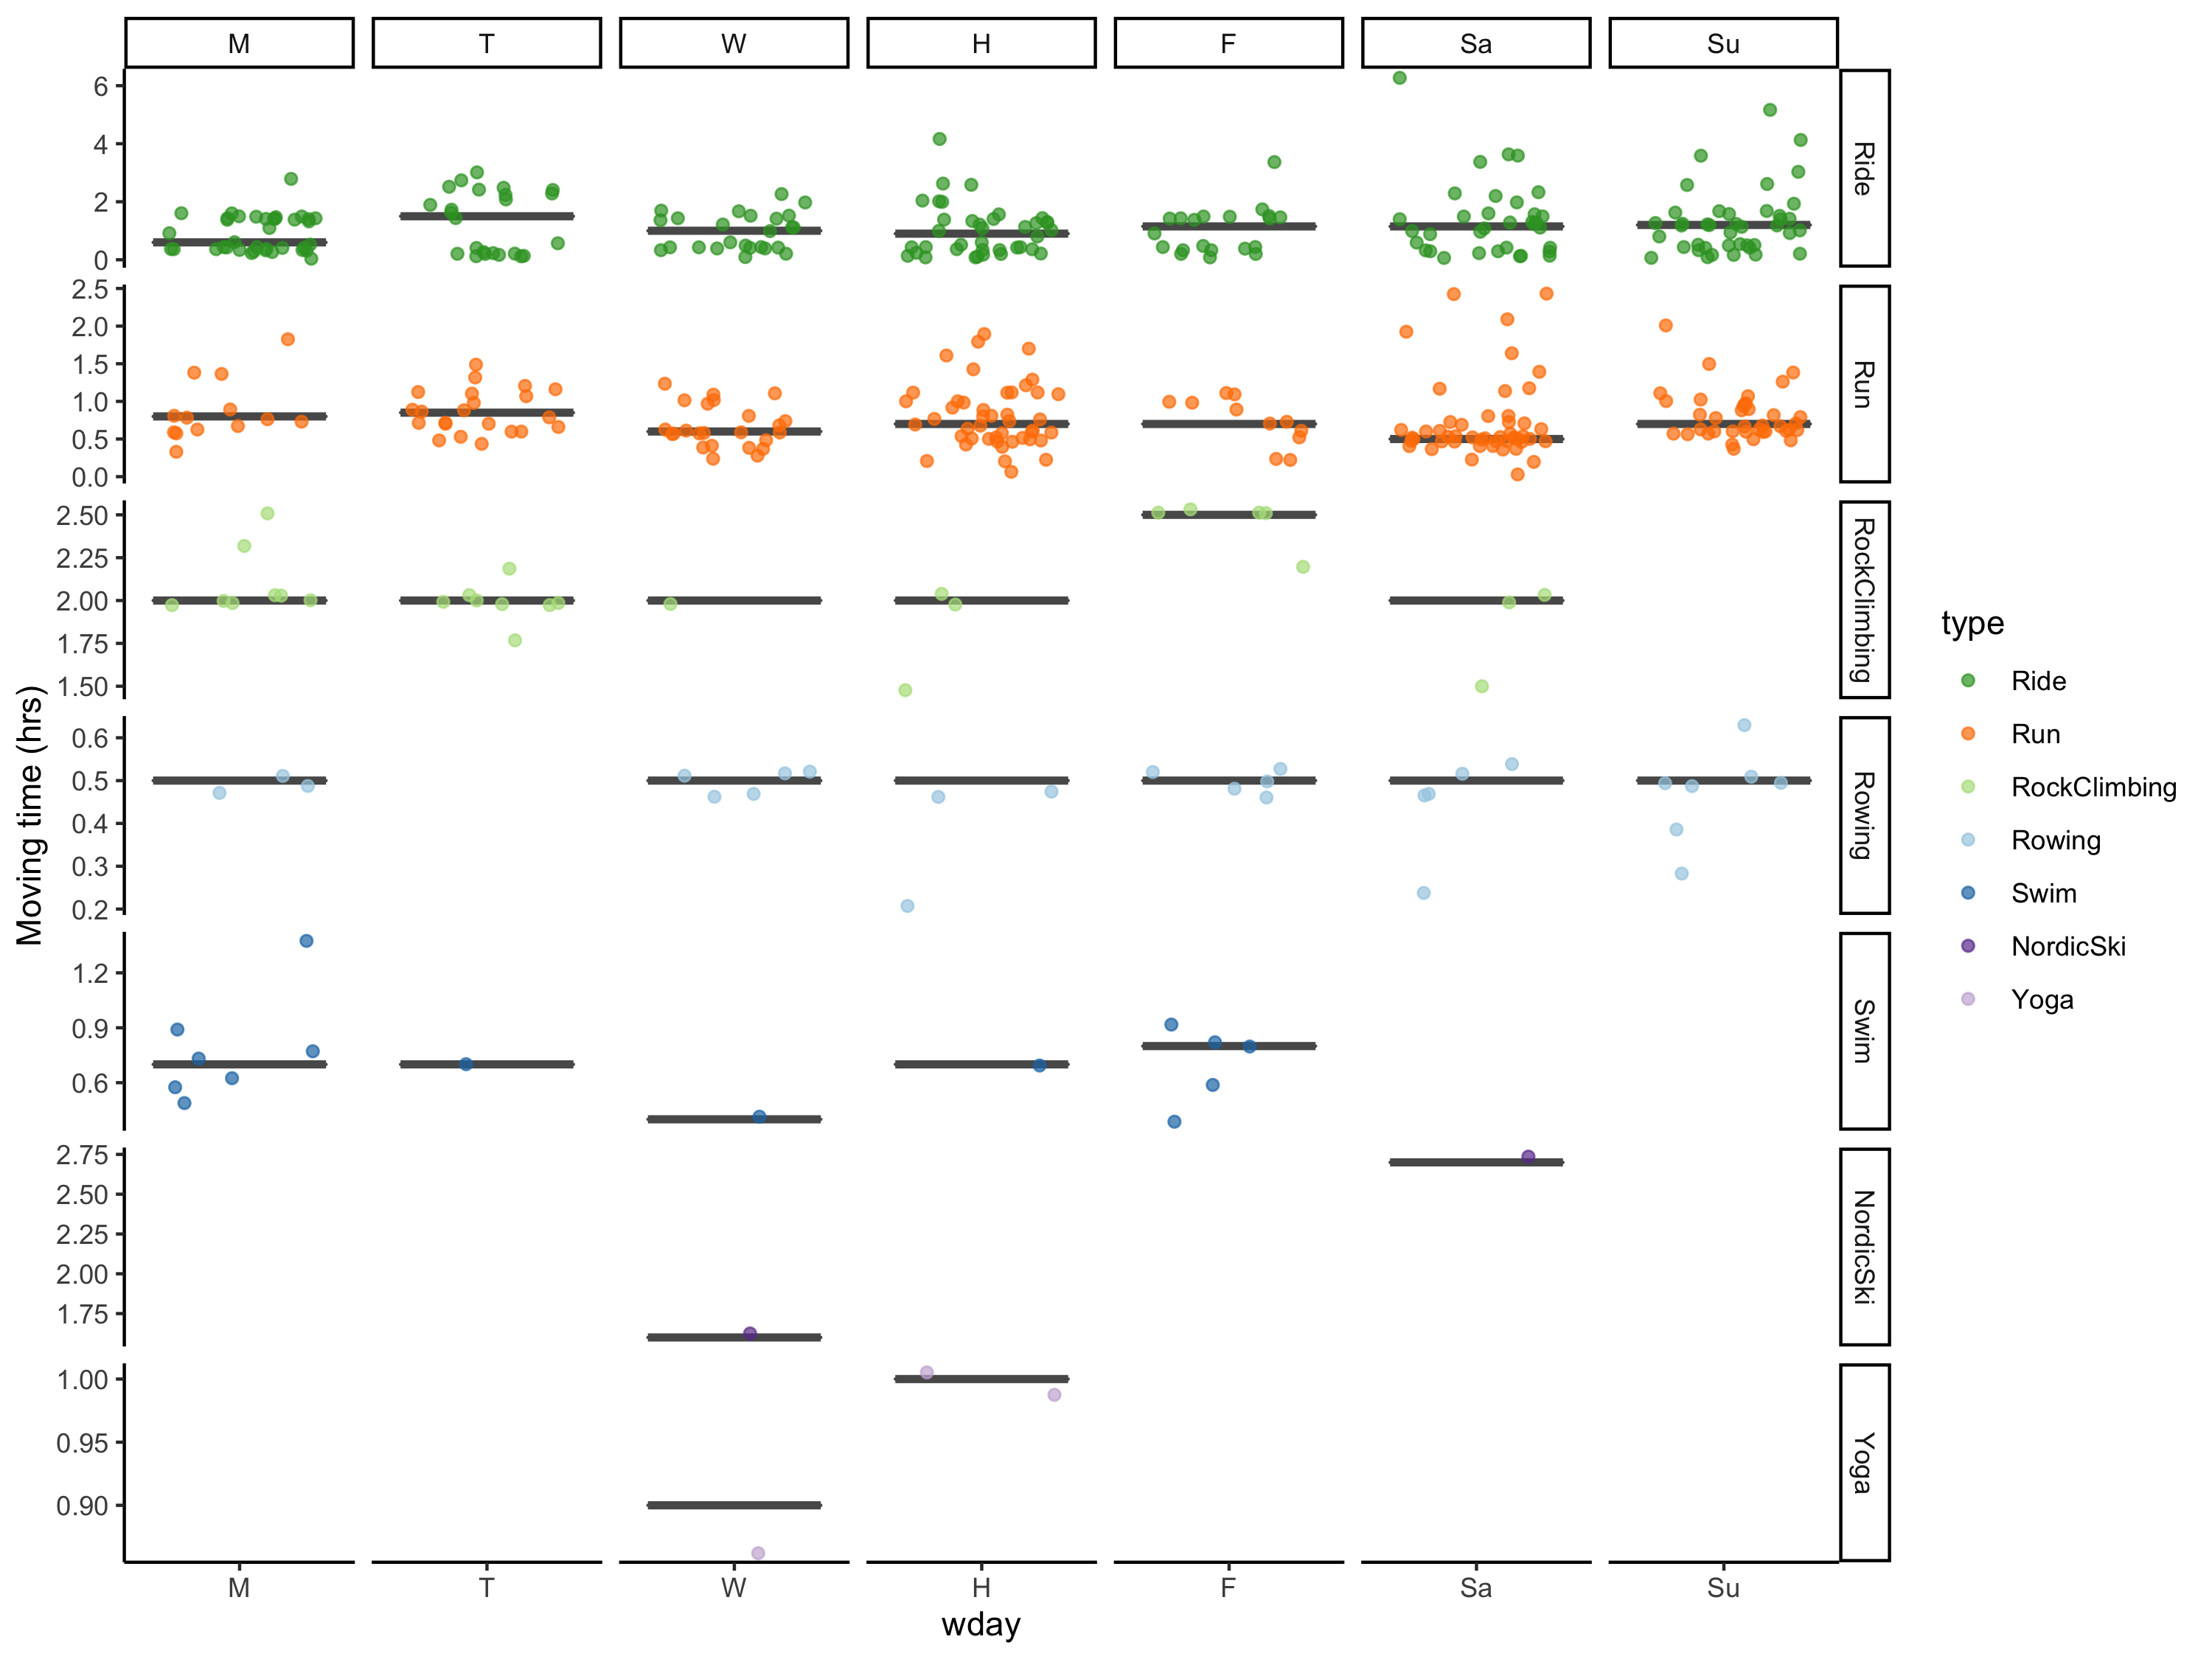 M T W H F Sa Su
Ride
6
4
2
0
Run
2.5
2.0
1.5
1.0
0.5
0.0
RockClimbing
2.50
2.25
2.00
1.75
1.50
Rowing
0.6
0.5
0.4
0.3
0.2
Swim
1.2
0.9
0.6
NordicSki
2.75
2.50
2.25
2.00
1.75
Yoga
1.00
0.95
0.90
M T W H F Sa Su
wday
Moving time (hrs)
type
Ride
Run
RockClimbing
Rowing
Swim
NordicSki
Yoga